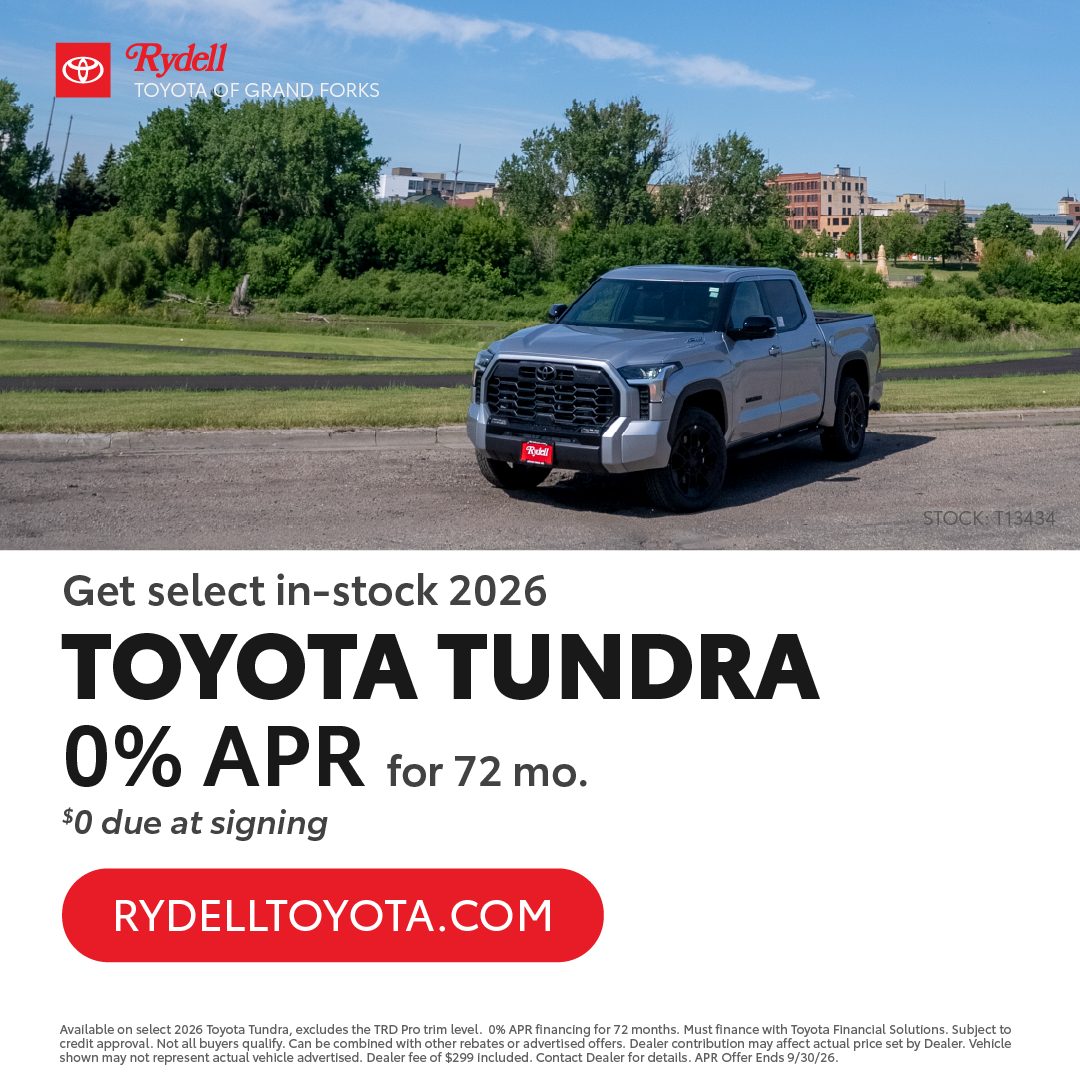 Rydell
TOYOTA OF GRAND FORKS
Rydell
STOCK: T13434
Get select in-stock 2026
TOYOTA TUNDRA
0% APR for 72 mo.
$0 due at signing
RYDELLTOYOTA.COM
Available on select 2026 Toyota Tundra, excludes the TRD Pro trim level. 0% APR financing for 72 months. Must finance with Toyota Financial Solutions. Subject to
credit approval. Not all buyers qualify. Can be combined with other rebates or advertised offers. Dealer contribution may affect actual price set by Dealer. Vehicle
shown may not represent actual vehicle advertised. Dealer fee of $299 included. Contact Dealer for details. APR Offer Ends 9/30/26.